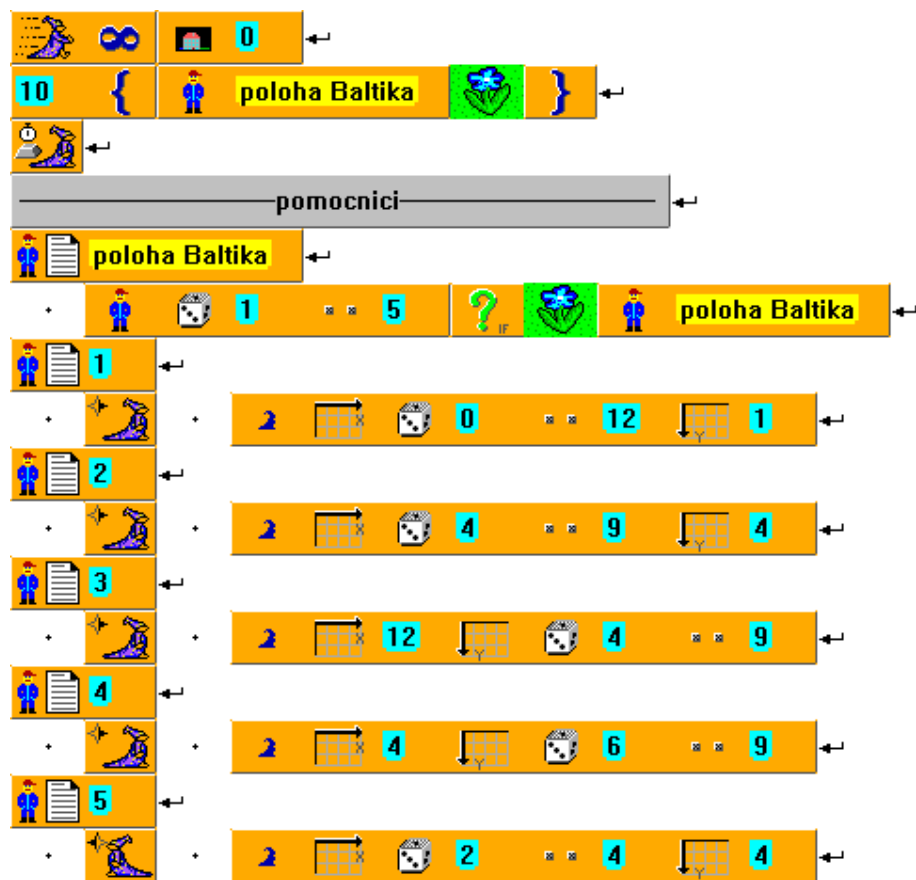 0
10 { poloha Baltika }
pomocnici
poloha Baltika
1 5 ? IF poloha Baltika
1
X 0 12 Y 1
2
X 4 9 Y 4
3
X 12 Y 4 9
4
X 4 Y 6 9
5
X 2 4 Y 4